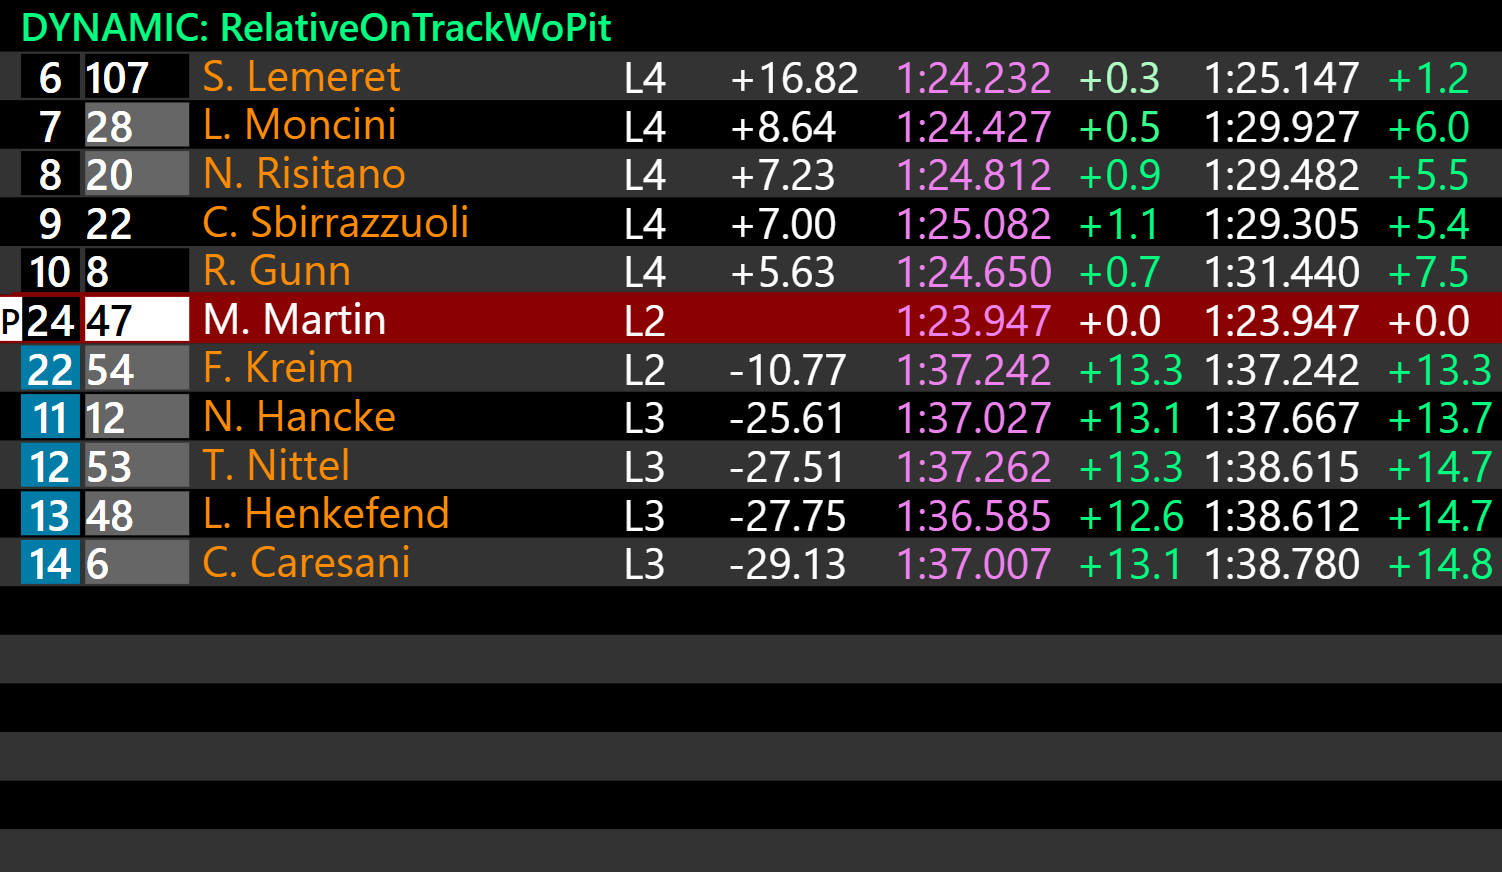 DYNAMIC: RelativeOnTrackWoPit
6 107 S. Lemeret L4 +16.82 1:24.232 +0.3 1:25.147 +1.2
7 28 L. Moncini L4 +8.64 1:24.427 +0.5 1:29.927 +6.0
8 20 N. Risitano L4 +7.23 1:24.812 +0.9 1:29.482 +5.5
9 22 C. Sbirrazzuoli L4 +7.00 1:25.082 +1.1 1:29.305 +5.4
10 8 R. Gunn L4 +5.63 1:24.650 +0.7 1:31.440 +7.5
P 24 47 M. Martin L2 1:23.947 +0.0 1:23.947 +0.0
22 54 F. Kreim L2 -10.77 1:37.242 +13.3 1:37.242 +13.3
11 12 N. Hancke L3 -25.61 1:37.027 +13.1 1:37.667 +13.7
12 53 T. Nittel L3 -27.51 1:37.262 +13.3 1:38.615 +14.7
13 48 L. Henkefend L3 -27.75 1:36.585 +12.6 1:38.612 +14.7
14 6 C. Caresani L3 -29.13 1:37.007 +13.1 1:38.780 +14.8